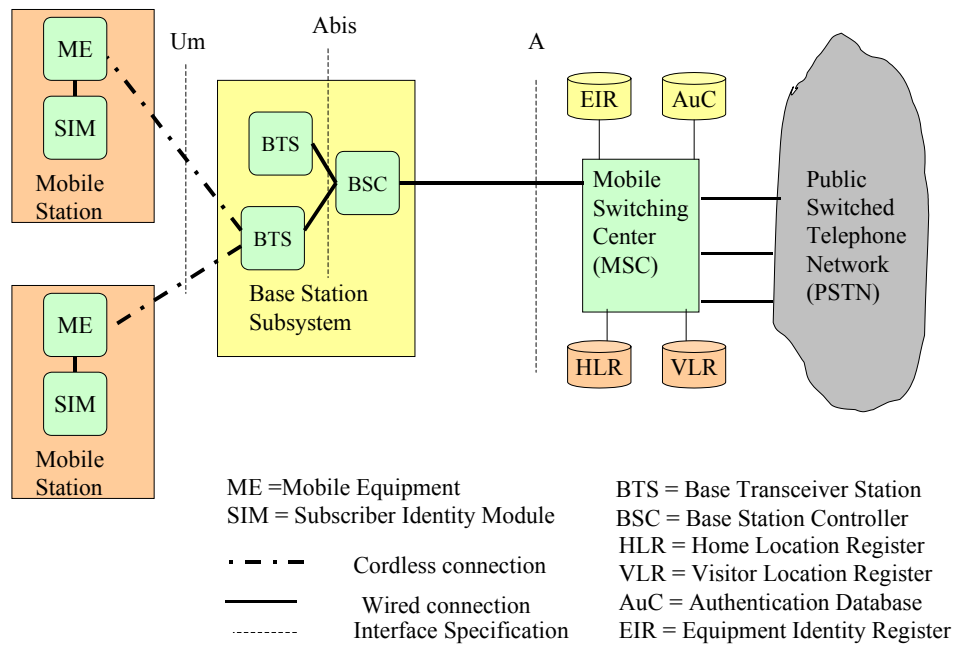 Um
Abis
A
ME
SIM
Mobile
Station
ME
SIM
Mobile
Station
BTS
BSC
BTS
Base Station
Subsystem
EIR
AuC
Mobile
Switching
Center
(MSC)
HLR
VLR
Public
Switched
Telephone
Network
(PSTN)
ME =Mobile Equipment
SIM = Subscriber Identity Module
Cordless connection
Wired connection
Interface Specification
BTS = Base Transceiver Station
BSC = Base Station Controller
HLR = Home Location Register
VLR = Visitor Location Register
AuC = Authentication Database
EIR = Equipment Identity Register